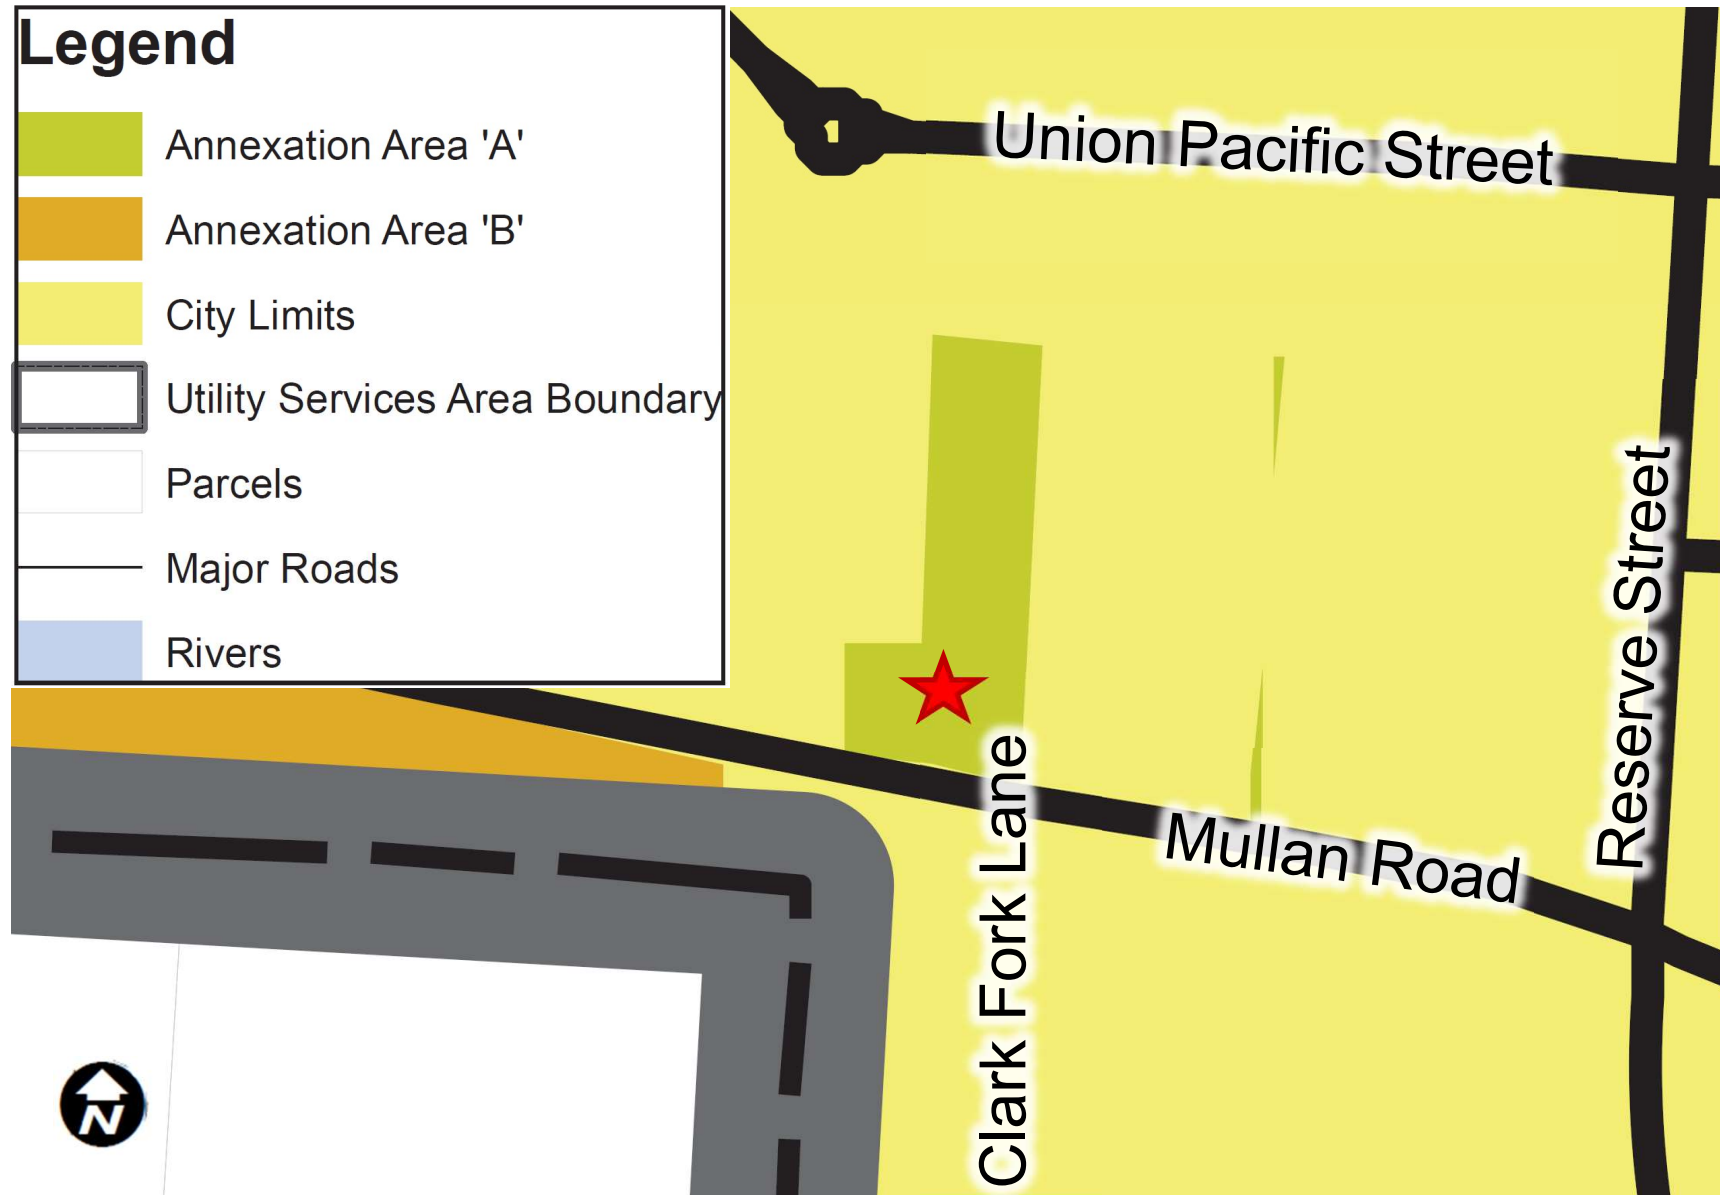 Legend
Annexation Area 'A'
Annexation Area 'B'
City Limits
Utility Services Area Boundary
Parcels
Major Roads
Rivers
Union Pacific Street
Reserve Street
Mullan Road
Clark Fork Lane
N